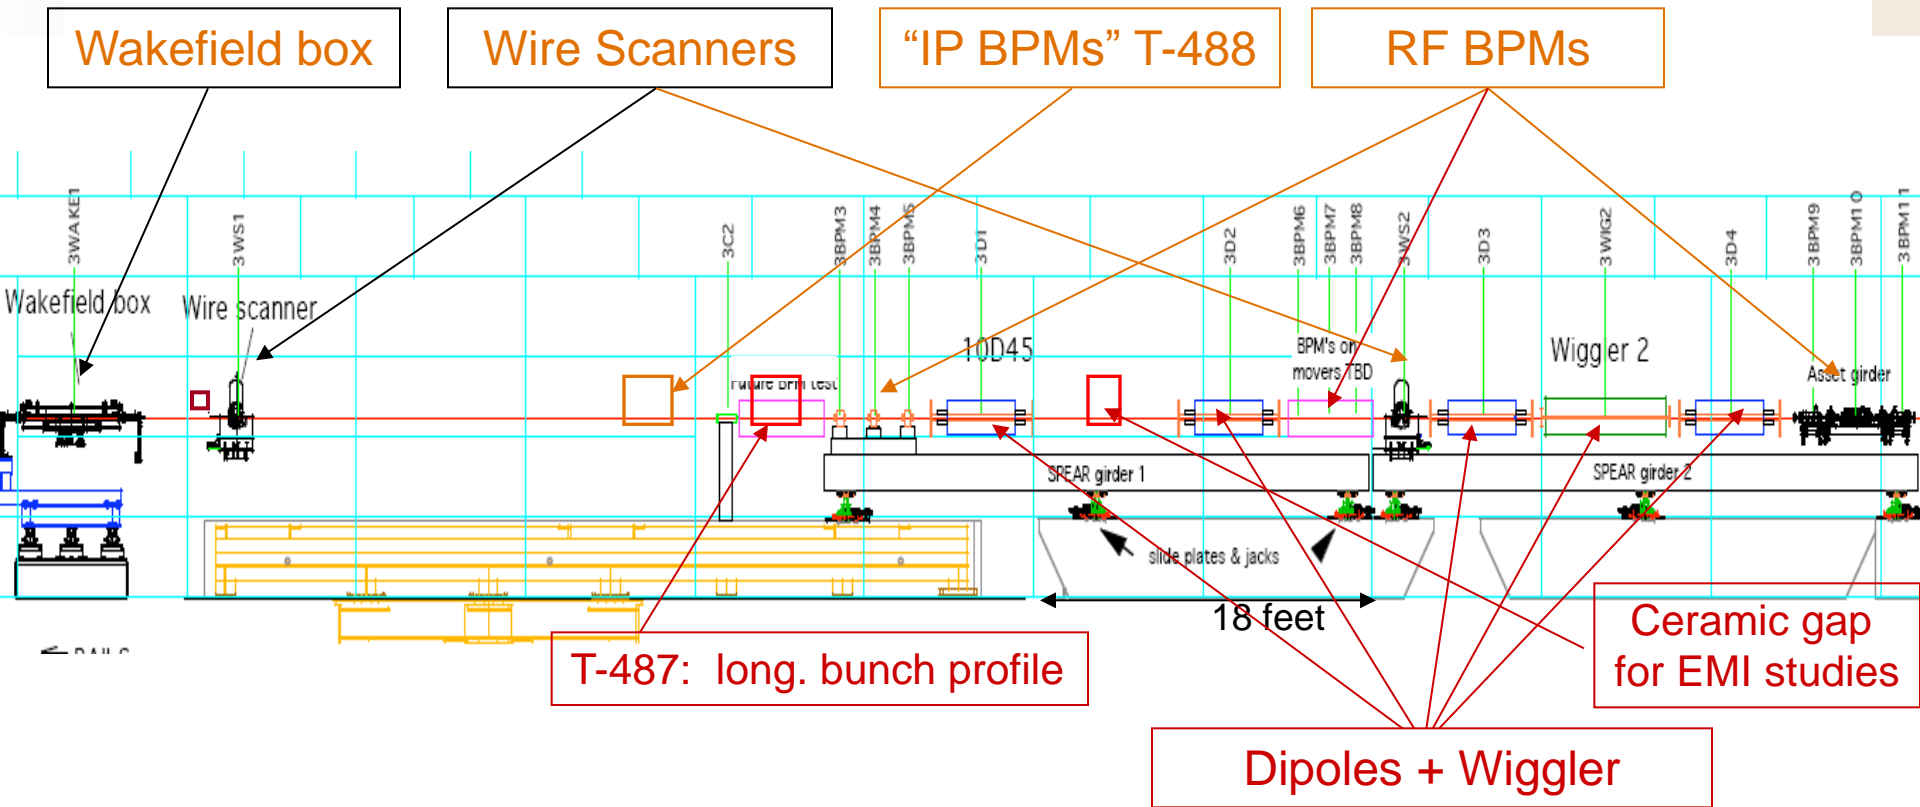 Wakefield box
Wire Scanners
“IP BPMs” T-488
RF BPMs
3WAKE1
3WS1
3C2
3BPM3
3BPM4
3BPM5
3D1
3D2
3BPM6
3BPM7
3BPM8
3WS2
3D3
3WIG2
3D4
3BPM9
3BPM10
3BPM11
Wakefield box
Wire scanner
10D45
BPM's on
movers TBD
Wiggler 2
Asset girder
Future BPM test
SPEAR girder 1
SPEAR girder 2
slide plates & jacks
18 feet
T-487: long. bunch profile
Ceramic gap
for EMI studies
Dipoles + Wiggler